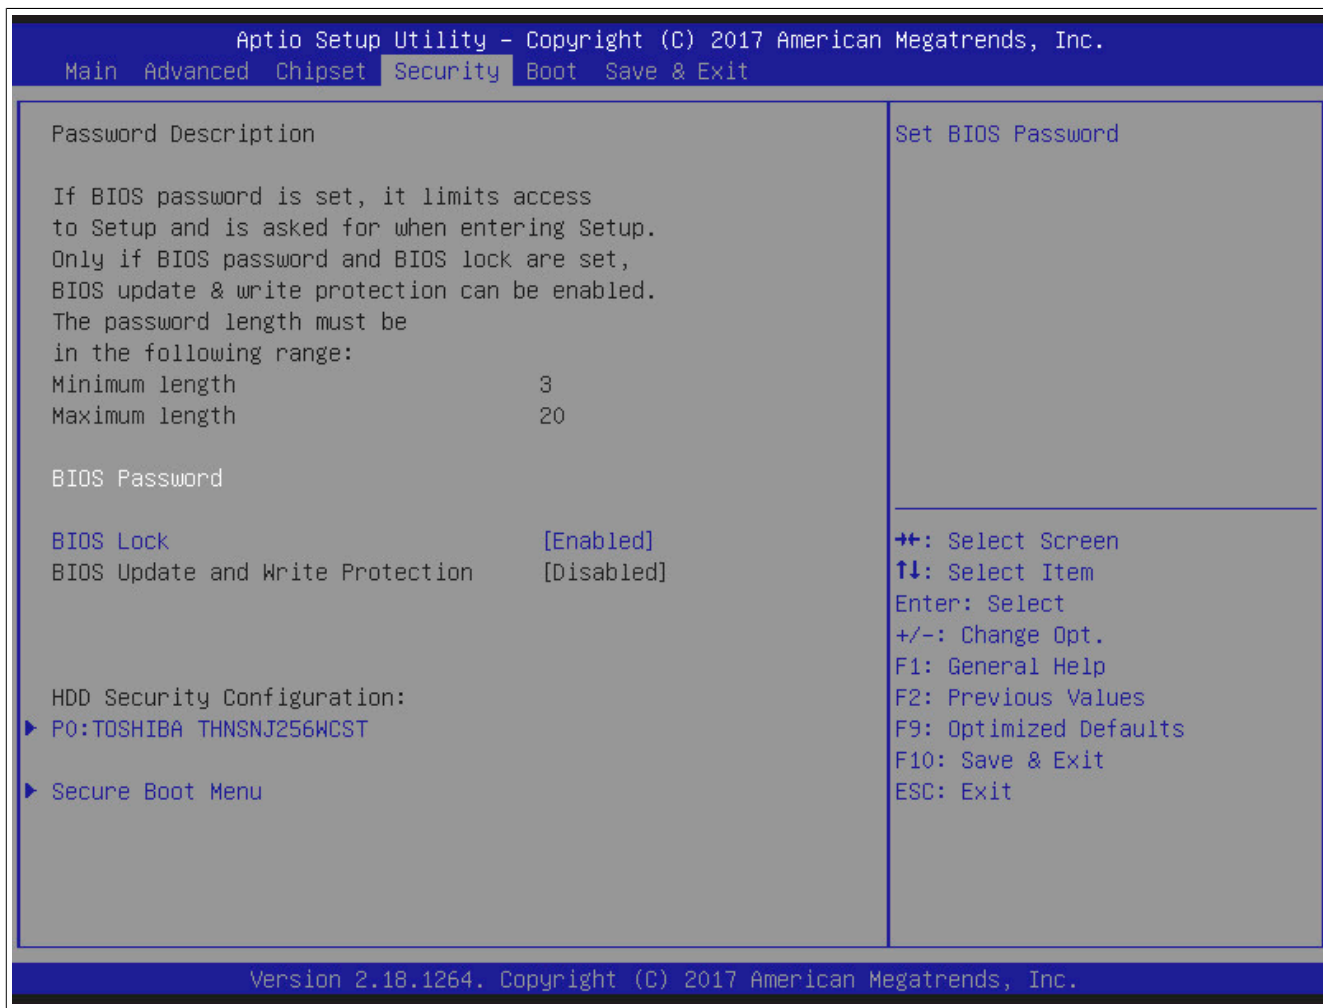 Aptio Setup Utility – Copyright (C) 2017 American Megatrends, Inc.
Main Advanced Chipset Security Boot Save & Exit
Password Description
If BIOS password is set, it limits access
to Setup and is asked for when entering Setup.
Only if BIOS password and BIOS lock are set,
BIOS update & write protection can be enabled.
The password length must be
in the following range:
Minimum length 3
Maximum length 20
BIOS Password
BIOS Lock [Enabled]
BIOS Update and Write Protection [Disabled]
HDD Security Configuration:
▶ P0:TOSHIBA THNSNJ256WCST
▶ Secure Boot Menu
Set BIOS Password
→←: Select Screen
↑↓: Select Item
Enter: Select
+/-: Change Opt.
F1: General Help
F2: Previous Values
F9: Optimized Defaults
F10: Save & Exit
ESC: Exit
Version 2.18.1264. Copyright (C) 2017 American Megatrends, Inc.